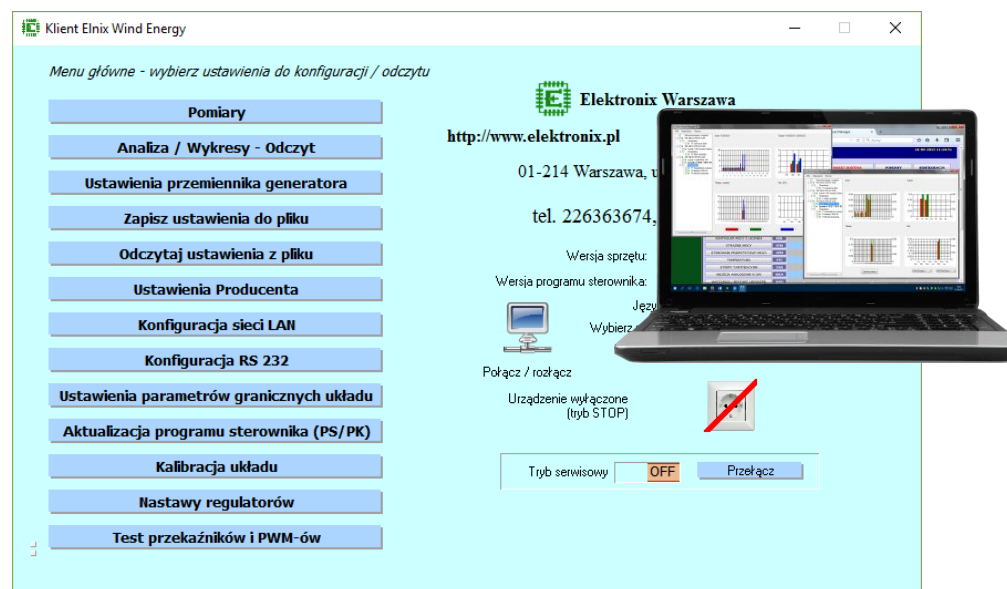 Klient Elnix Wind Energy
Menu główne - wybierz ustawienia do konfiguracji / odczytu
Pomiary
Analiza / Wykresy - Odczyt
Ustawienia przemiennika generatora
Zapisz ustawienia do pliku
Odczytaj ustawienia z pliku
Ustawienia Producenta
Konfiguracja sieci LAN
Konfiguracja RS 232
Ustawienia parametrów granicznych układu
Aktualizacja programu sterownika (PS/PK)
Kalibracja układu
Nastawy regulatorów
Test przekaźników i PWM-ów
Elektronix Warszawa
http://www.elektronix.pl
01-214 Warszawa,
tel. 226363674,
Wersja sprzętu:
Wersja programu sterownika:
Połącz / rozłącz
Urządzenie wyłączone
(tryb STOP)
Tryb serwisowy OFF Przełącz